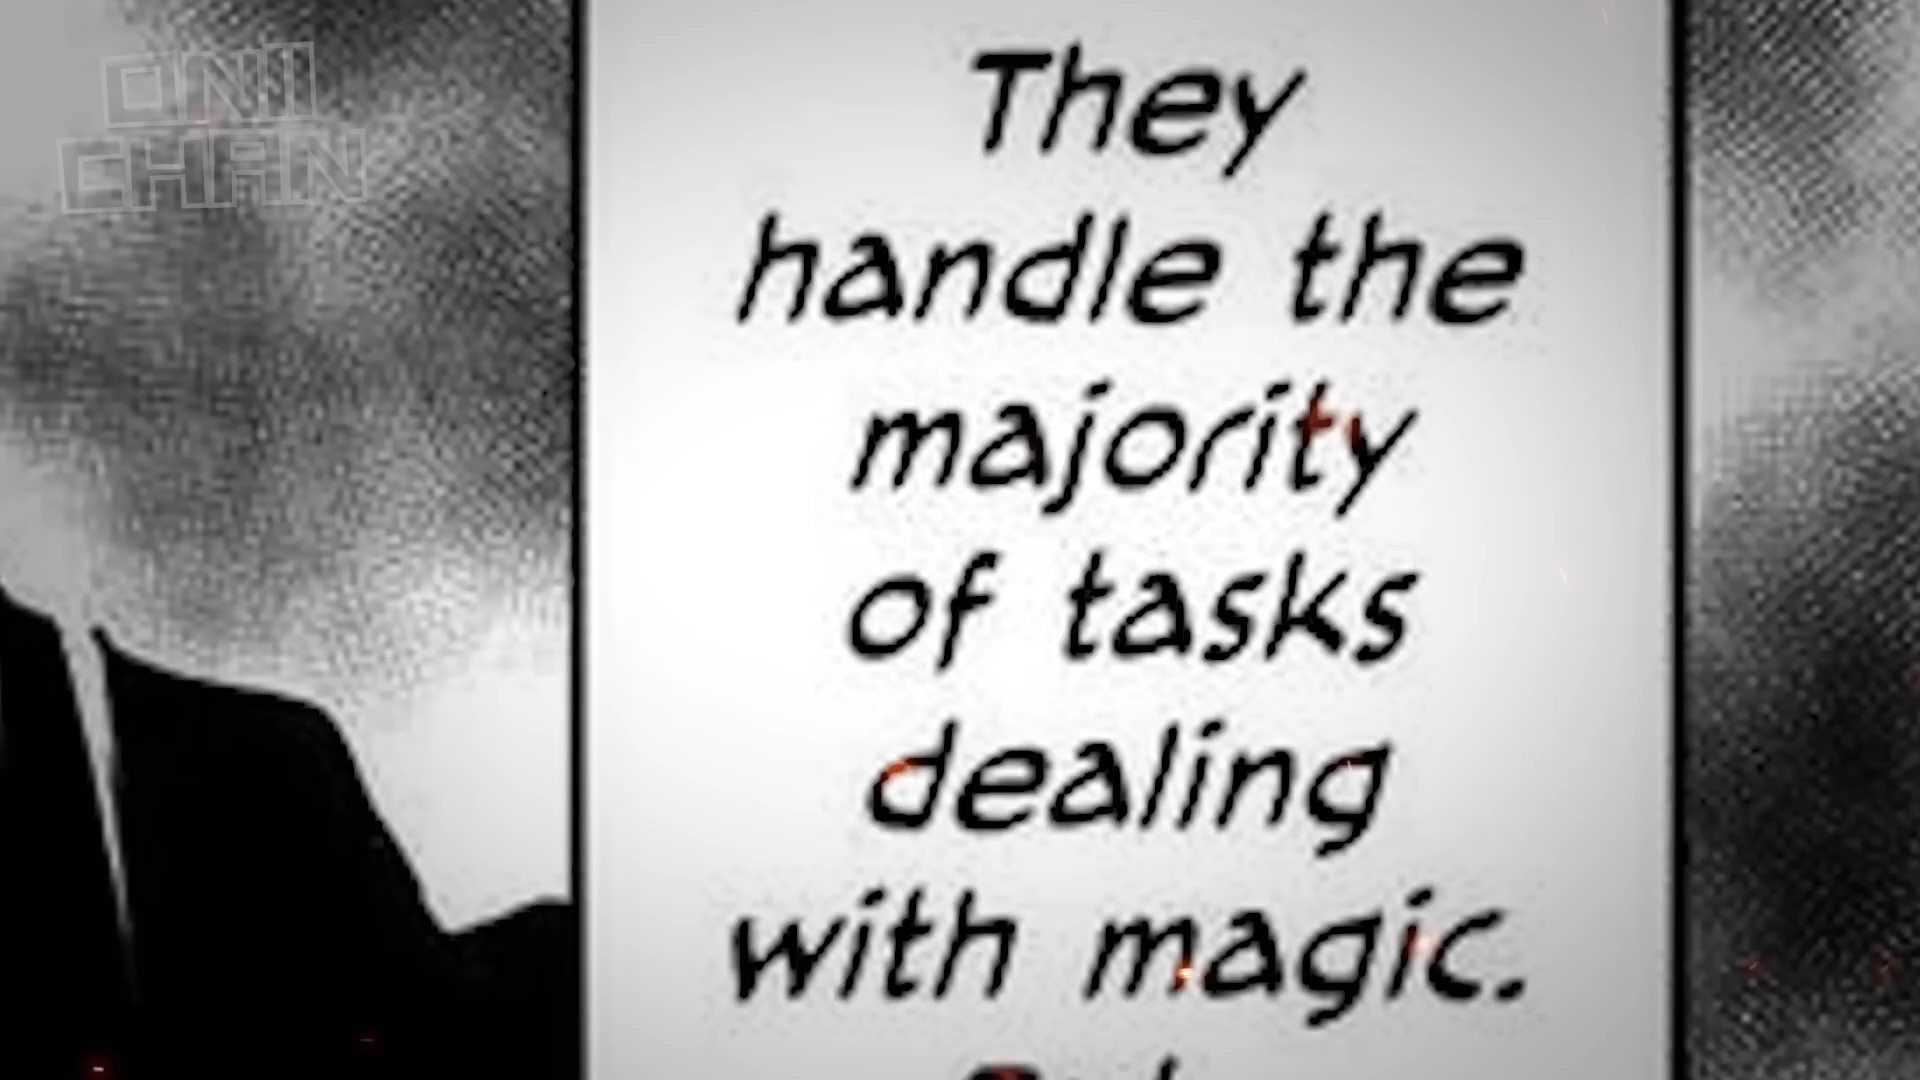 ONI
CHAN
They
handle the
majority
of tasks
dealing
with magic.